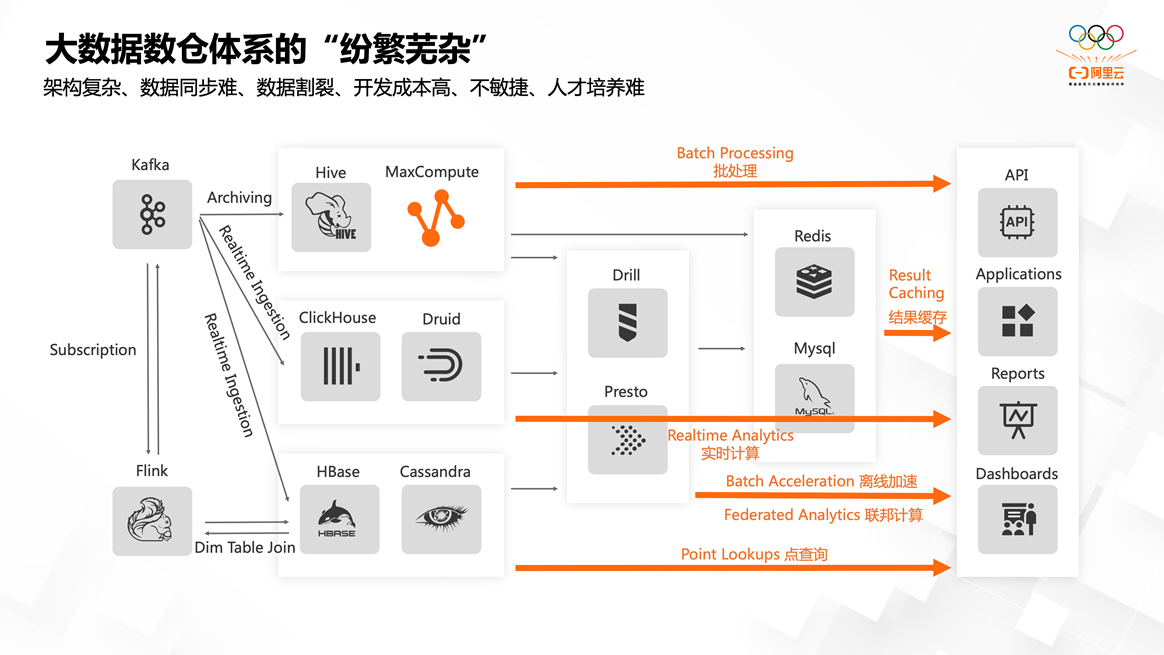 大数据数仓体系的“纷繁芜杂”
架构复杂、数据同步难、数据割裂、开发成本高、不敏捷、人才培养难
阿里云
Kafka
Archiving
Realtime Ingestion
Realtime Ingestion
Subscription
Flink
Dim Table Join
Hive
MaxCompute
HIVE
ClickHouse
Druid
HBase
Cassandra
HBASE
Drill
Presto
Redis
Mysql
MySQL
Batch Processing
批处理
Result
Caching
结果缓存
Realtime Analytics
实时计算
Batch Acceleration 离线加速
Federated Analytics 联邦计算
Point Lookups 点查询
API
API
Applications
Reports
Dashboards